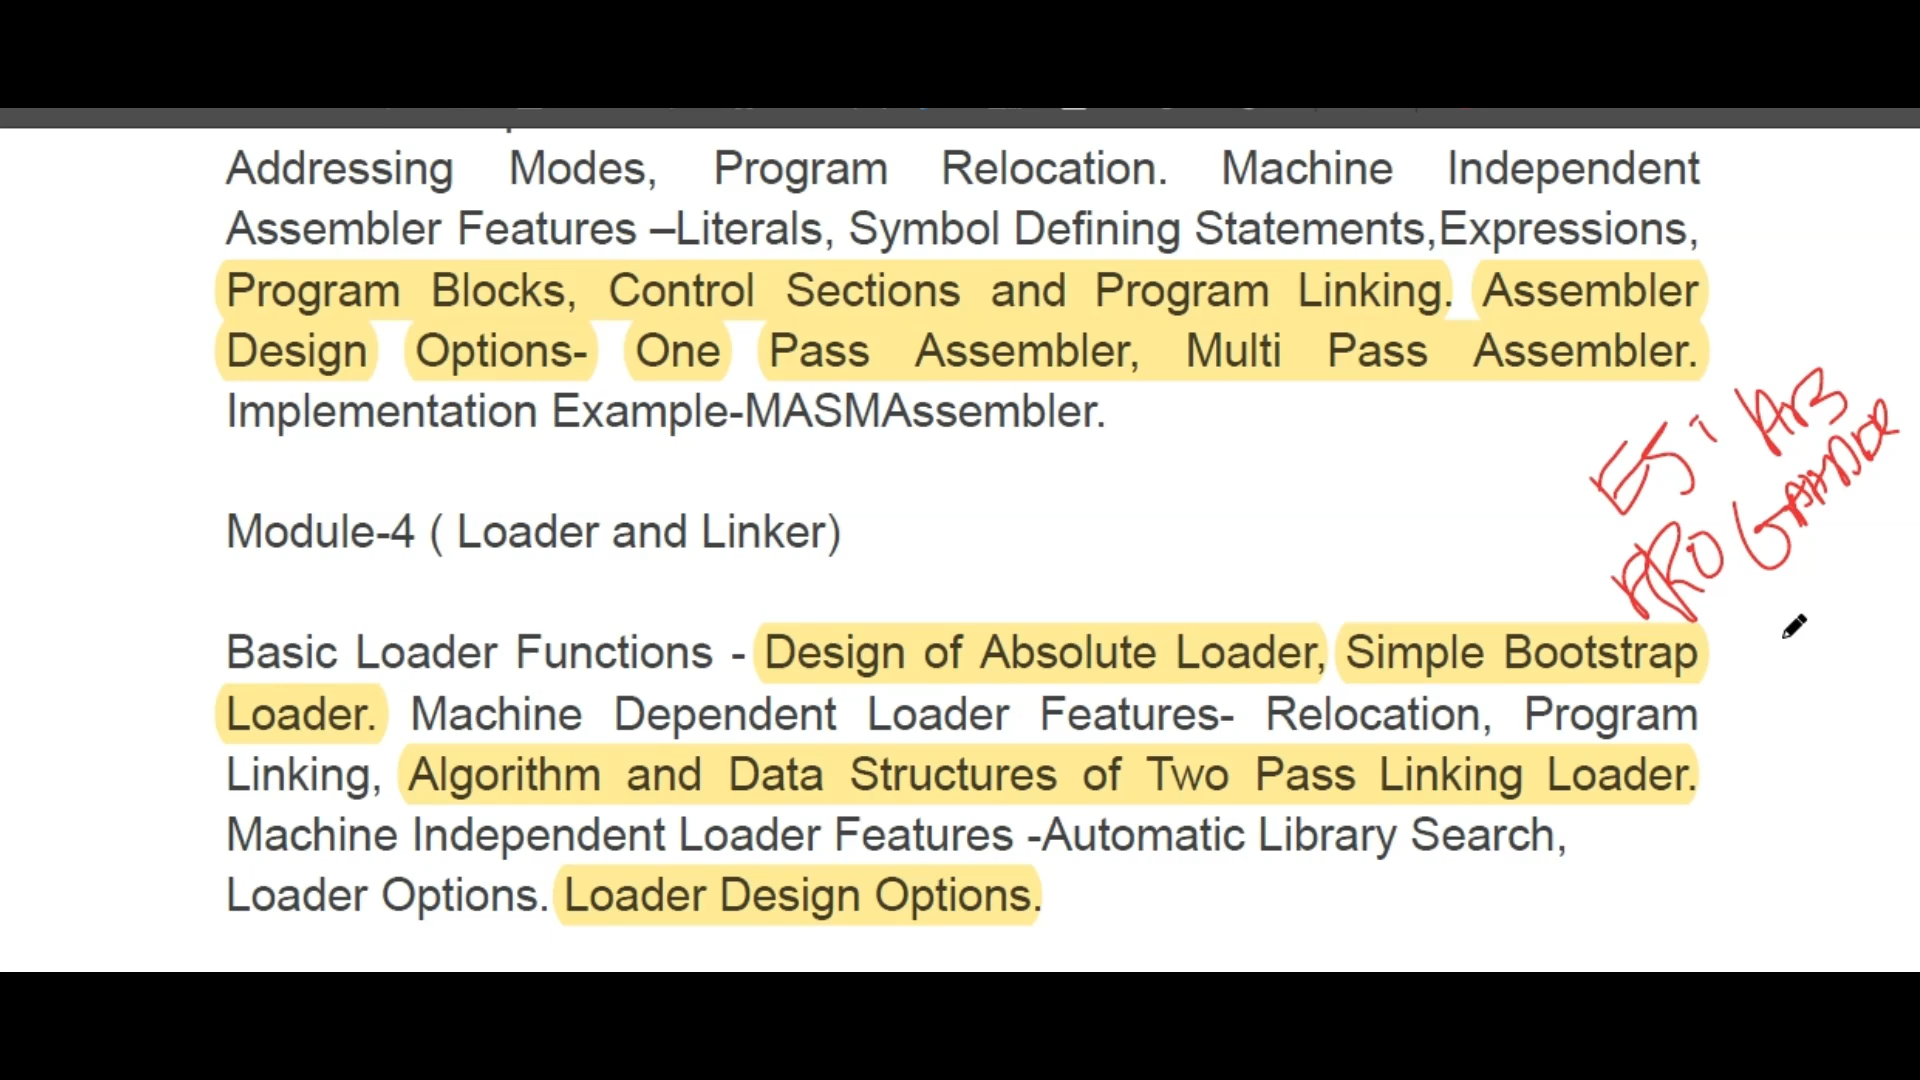 Addressing Modes, Program Relocation. Machine Independent
Assembler Features –Literals, Symbol Defining Statements,Expressions,
Program Blocks, Control Sections and Program Linking. Assembler
Design Options- One Pass Assembler, Multi Pass Assembler.
Implementation Example-MASMAssembler.
Module-4 ( Loader and Linker)
Basic Loader Functions - Design of Absolute Loader, Simple Bootstrap
Loader. Machine Dependent Loader Features- Relocation, Program
Linking, Algorithm and Data Structures of Two Pass Linking Loader.
Machine Independent Loader Features -Automatic Library Search,
Loader Options. Loader Design Options.